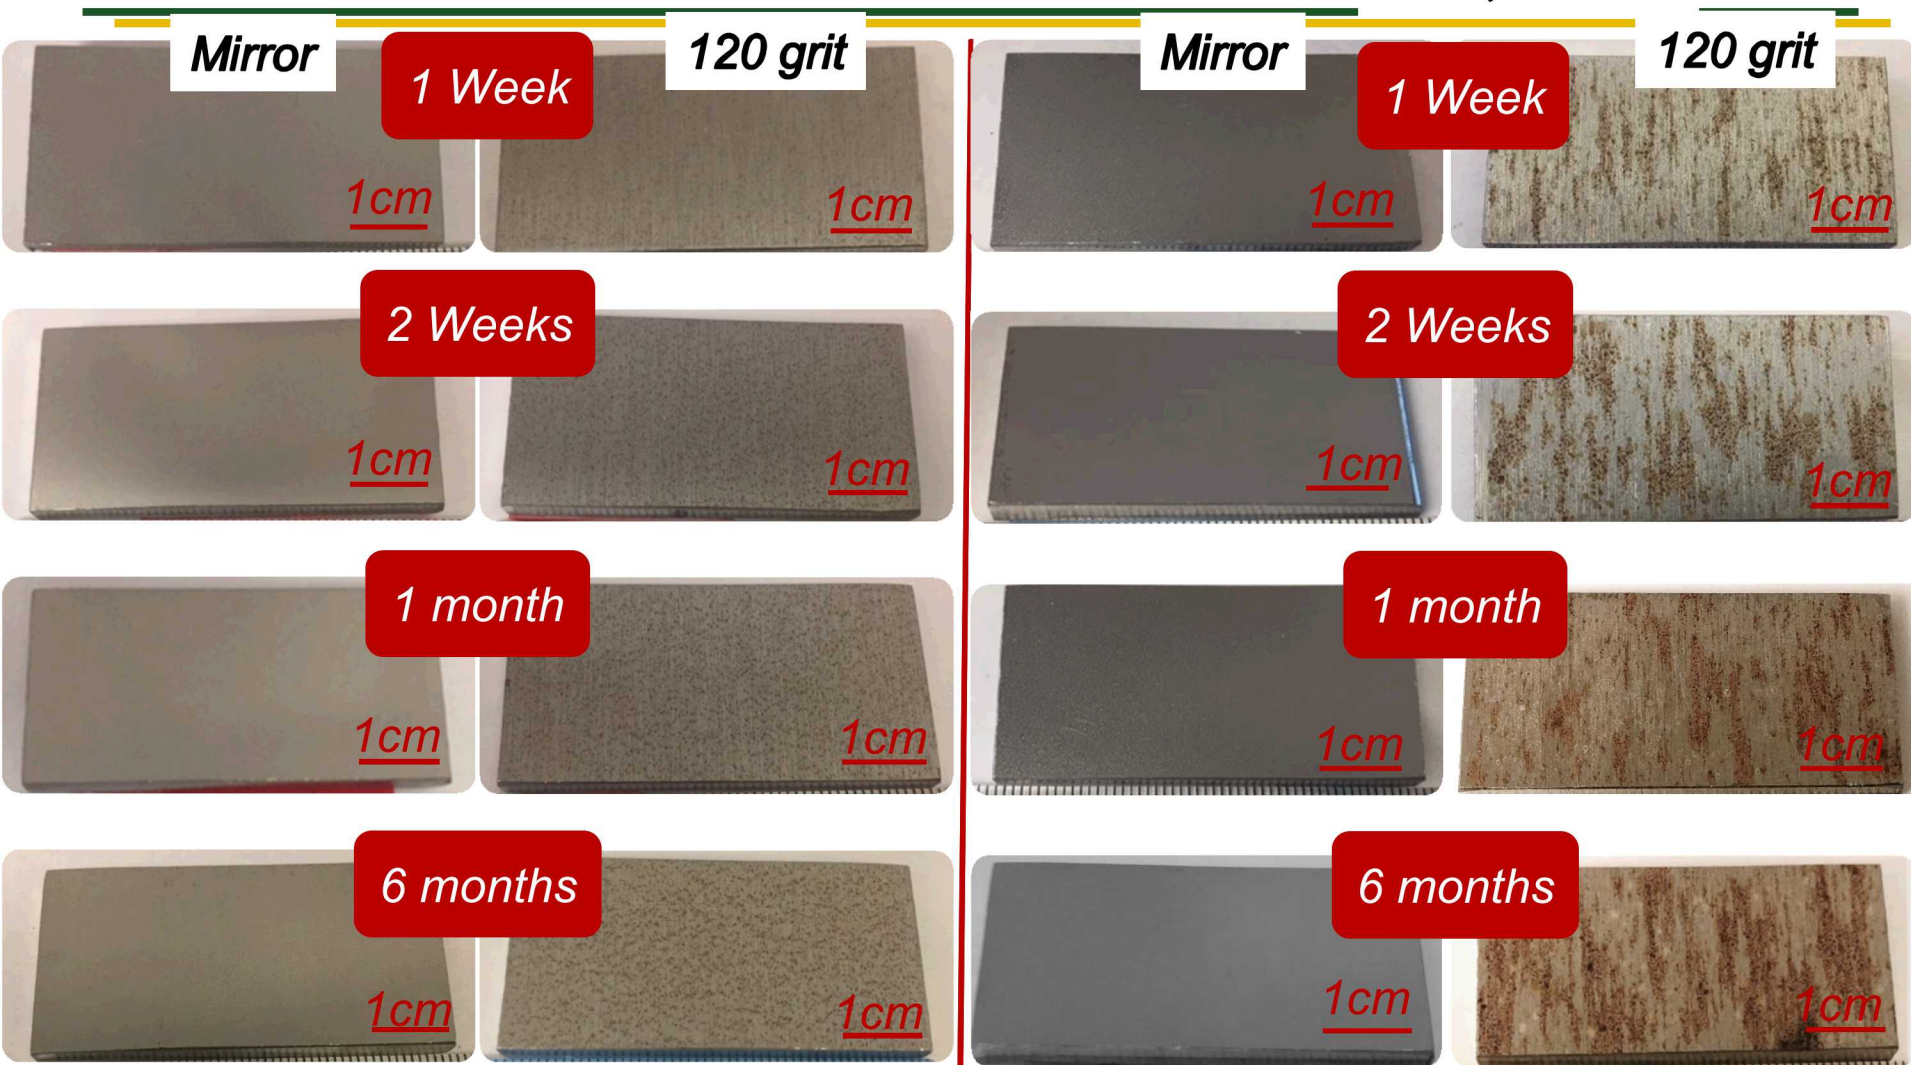 Mirror
1 Week
120 grit
1cm
1cm
Mirror
1 Week
120 grit
1cm
1cm
2 Weeks
1cm
1cm
2 Weeks
1cm
1cm
1 month
1cm
1cm
1 month
1cm
1cm
6 months
1cm
1cm
6 months
1cm
1cm